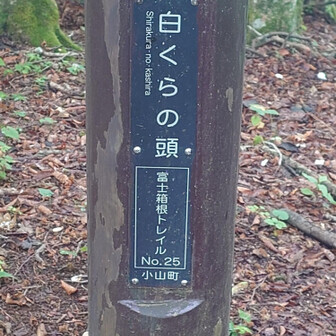 白くらの頭
Shirakura-no-kashira
富士箱根トレイル
No.25
小山町